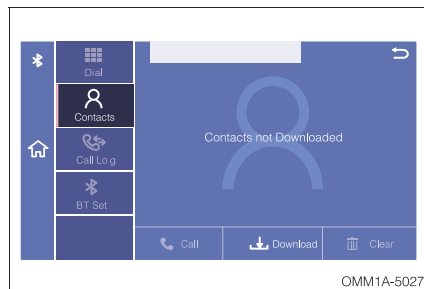 Dial
Contacts
Call Log
BT Set
Contacts not Downloaded
Call
Download
Clear
OMM1A-5027